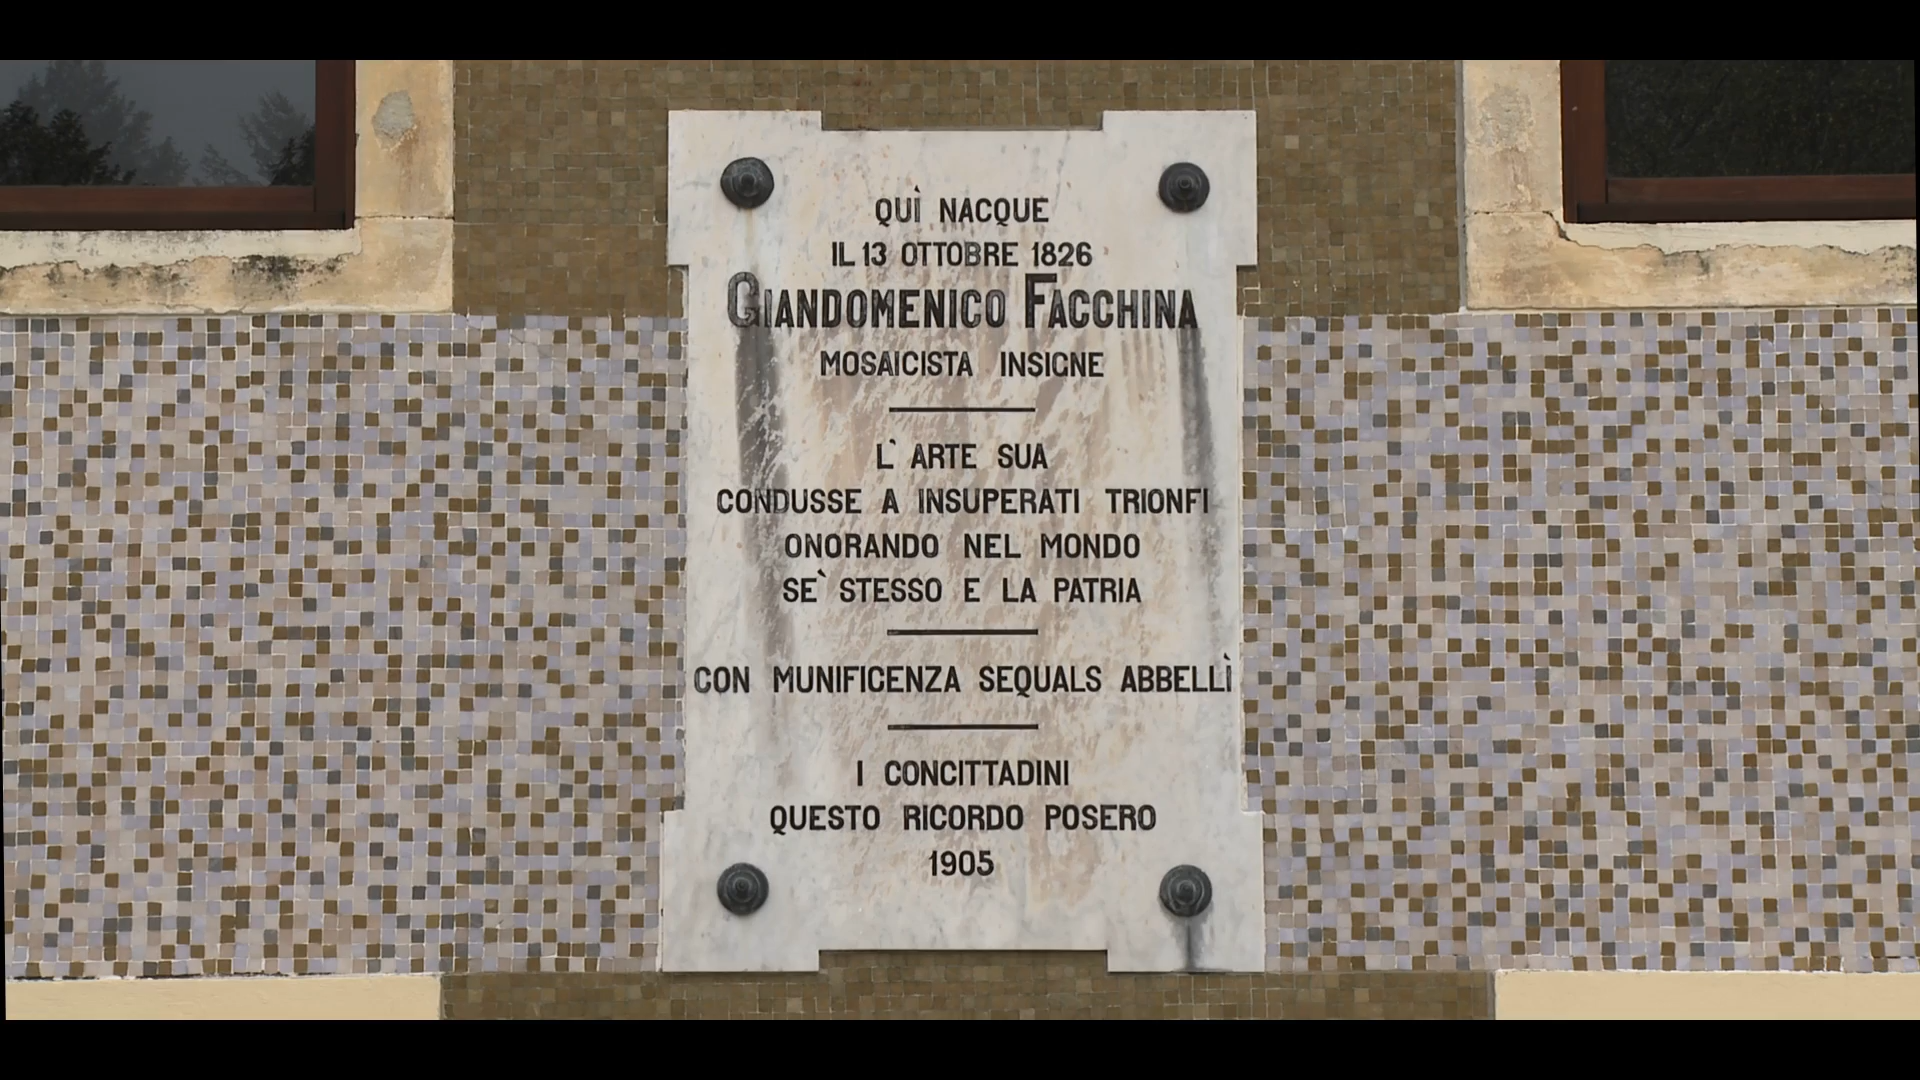 QUÌ NACQUE
IL 13 OTTOBRE 1826
GIANDOMENICO FACCHINA
MOSAICISTA INSIGNE
L` ARTE SUA
CONDUSSE A INSUPERATI TRIONFI
ONORANDO NEL MONDO
SE` STESSO E LA PATRIA
CON MUNIFICENZA SEQUALS ABBELLÌ
I CONCITTADINI
QUESTO RICORDO POSERO
1905